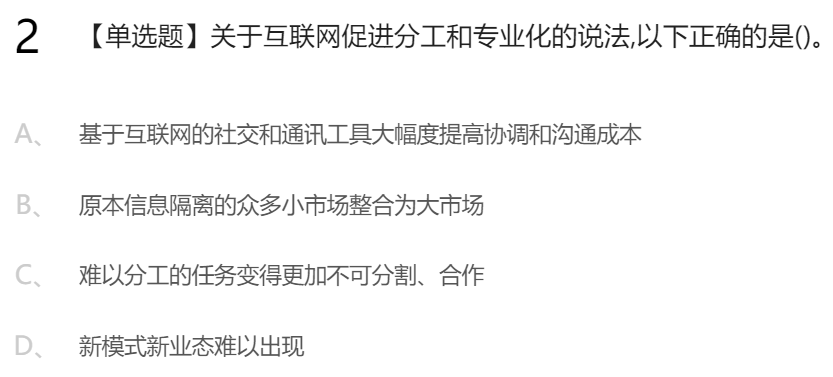 2 【单选题】关于互联网促进分工和专业化的说法,以下正确的是()。
A、 基于互联网的社交和通讯工具大幅度提高协调和沟通成本
B、 原本信息隔离的众多小市场整合为大市场
C、 难以分工的任务变得更加不可分割、合作
D、 新模式新业态难以出现